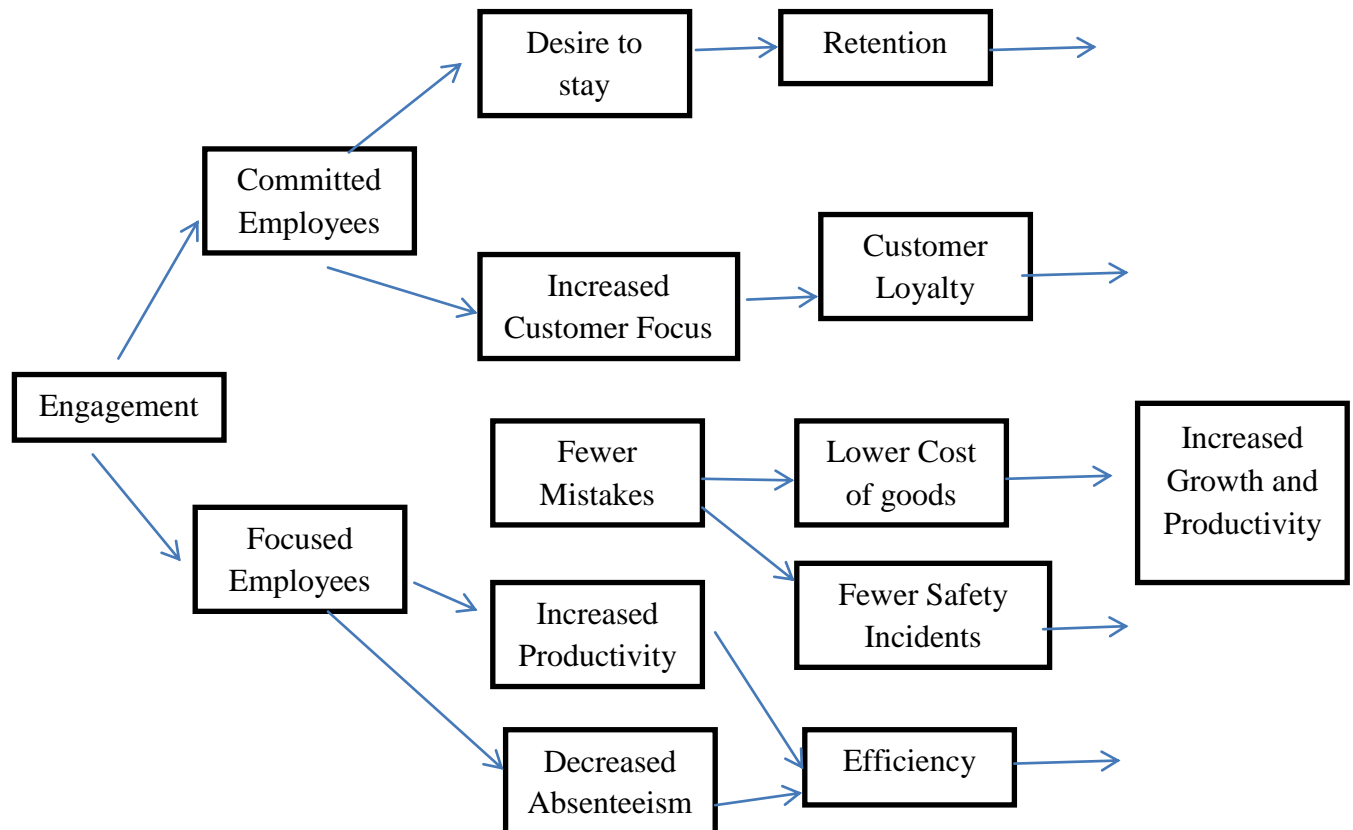 Desire to
stay
Retention
Committed
Employees
Increased
Customer Focus
Customer
Loyalty
Engagement
Fewer
Mistakes
Lower Cost
of goods
Increased
Growth and
Productivity
Focused
Employees
Increased
Productivity
Fewer Safety
Incidents
Decreased
Absenteeism
Efficiency